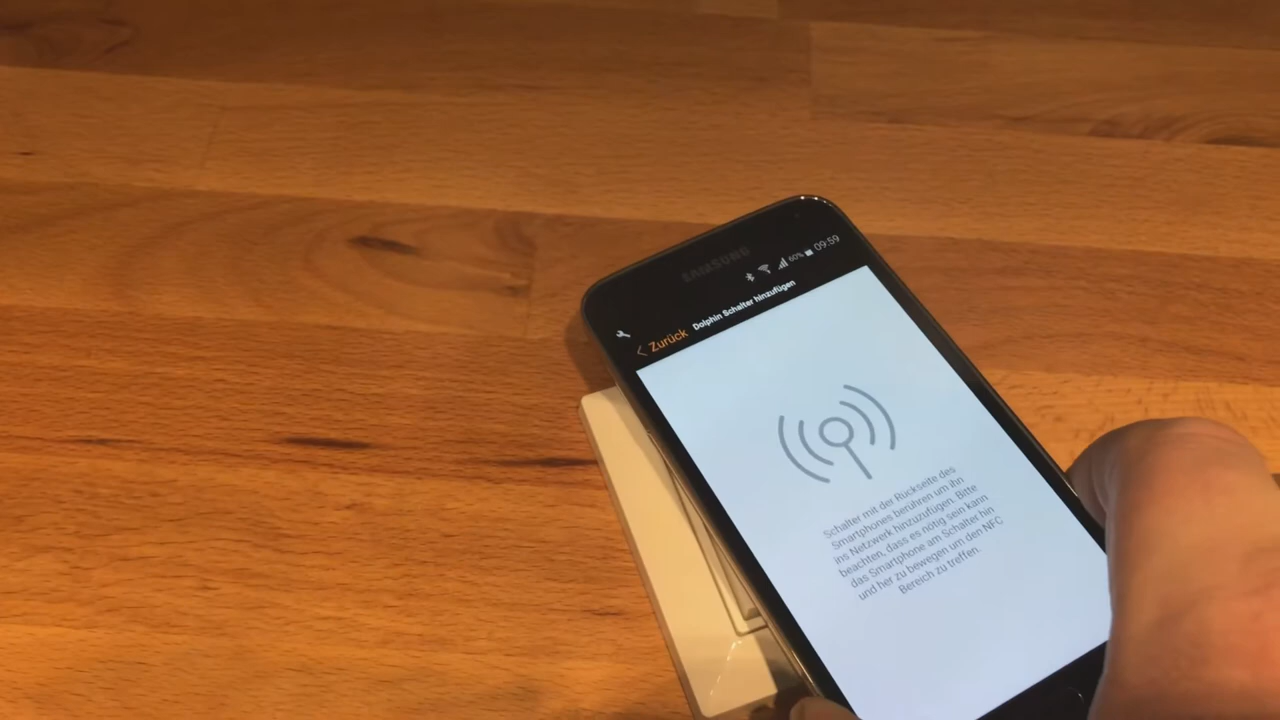 SAMSUNG
60% 09:59
Zurück Dolphin Schalter hinzufügen
Schalter mit der Rückseite des
Smartphones berühren um ihn
ins Netzwerk hinzuzufügen. Bitte
beachten, dass es nötig sein kann
das Smartphone am Schalter hin
und her zu bewegen um den NFC
Bereich zu treffen.